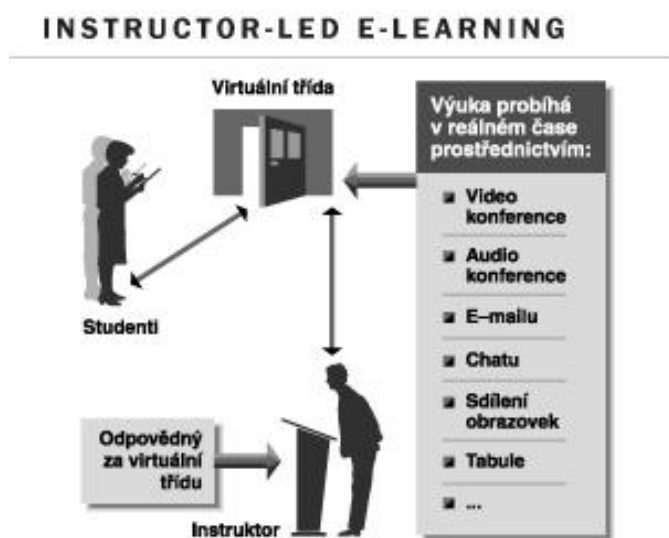 INSTRUCTOR-LED E-LEARNING
Virtuální třída
Výuka probíhá
v reálném čase
prostřednictvím:
Video
konference
Audio
konference
E–mailu
Chatu
Sdílení
obrazovek
Tabule
...
Studenti
Odpovědný
za virtuální
třídu
Instruktor